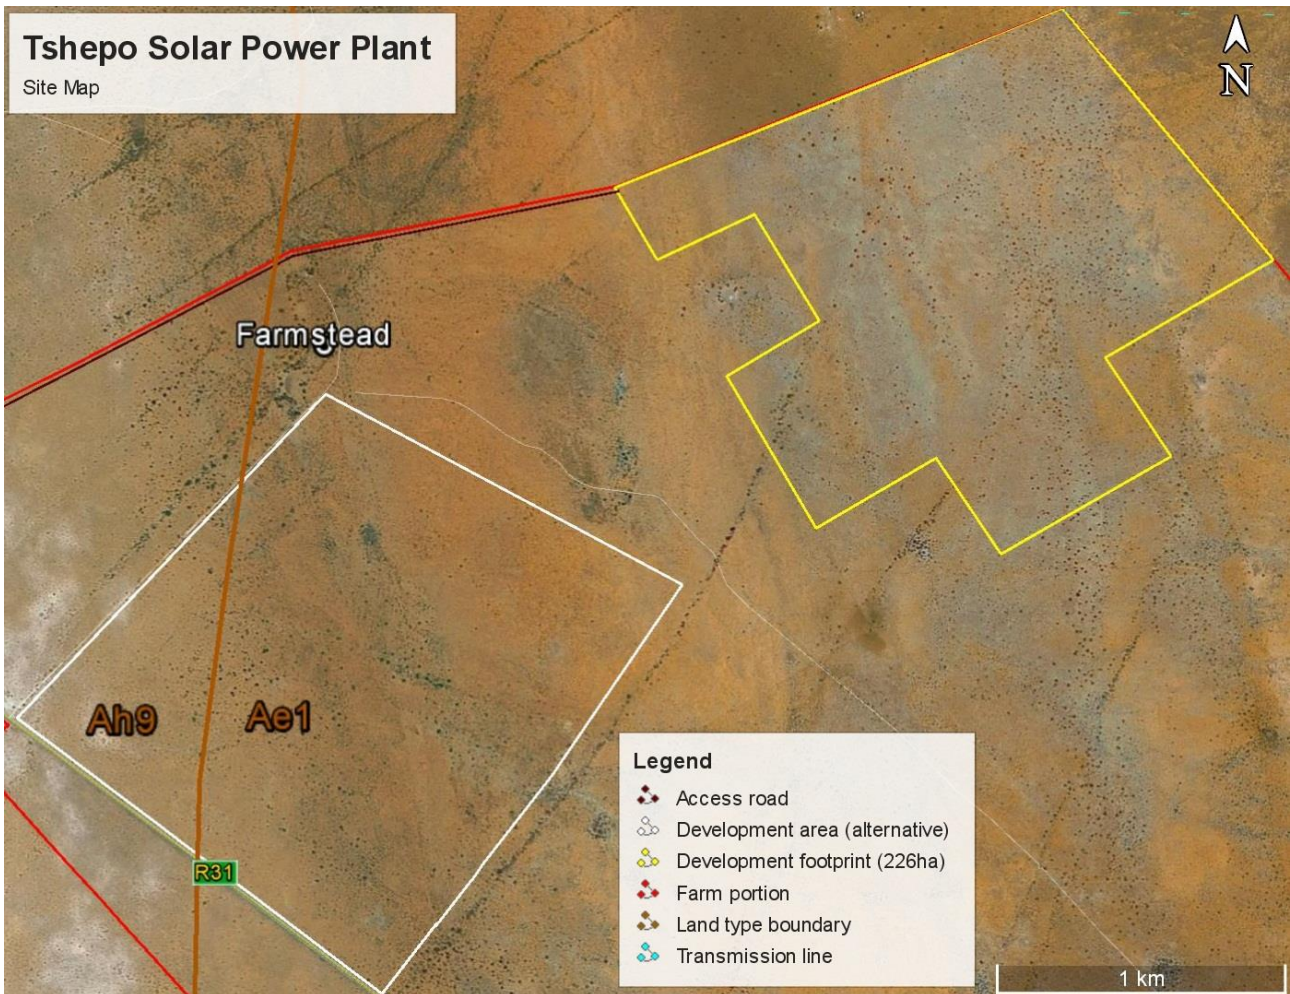 Tshepo Solar Power Plant
Site Map
N
Farmstead
Ah9
Ae1
R31
Legend
Access road
Development area (alternative)
Development footprint (226ha)
Farm portion
Land type boundary
Transmission line
1 km